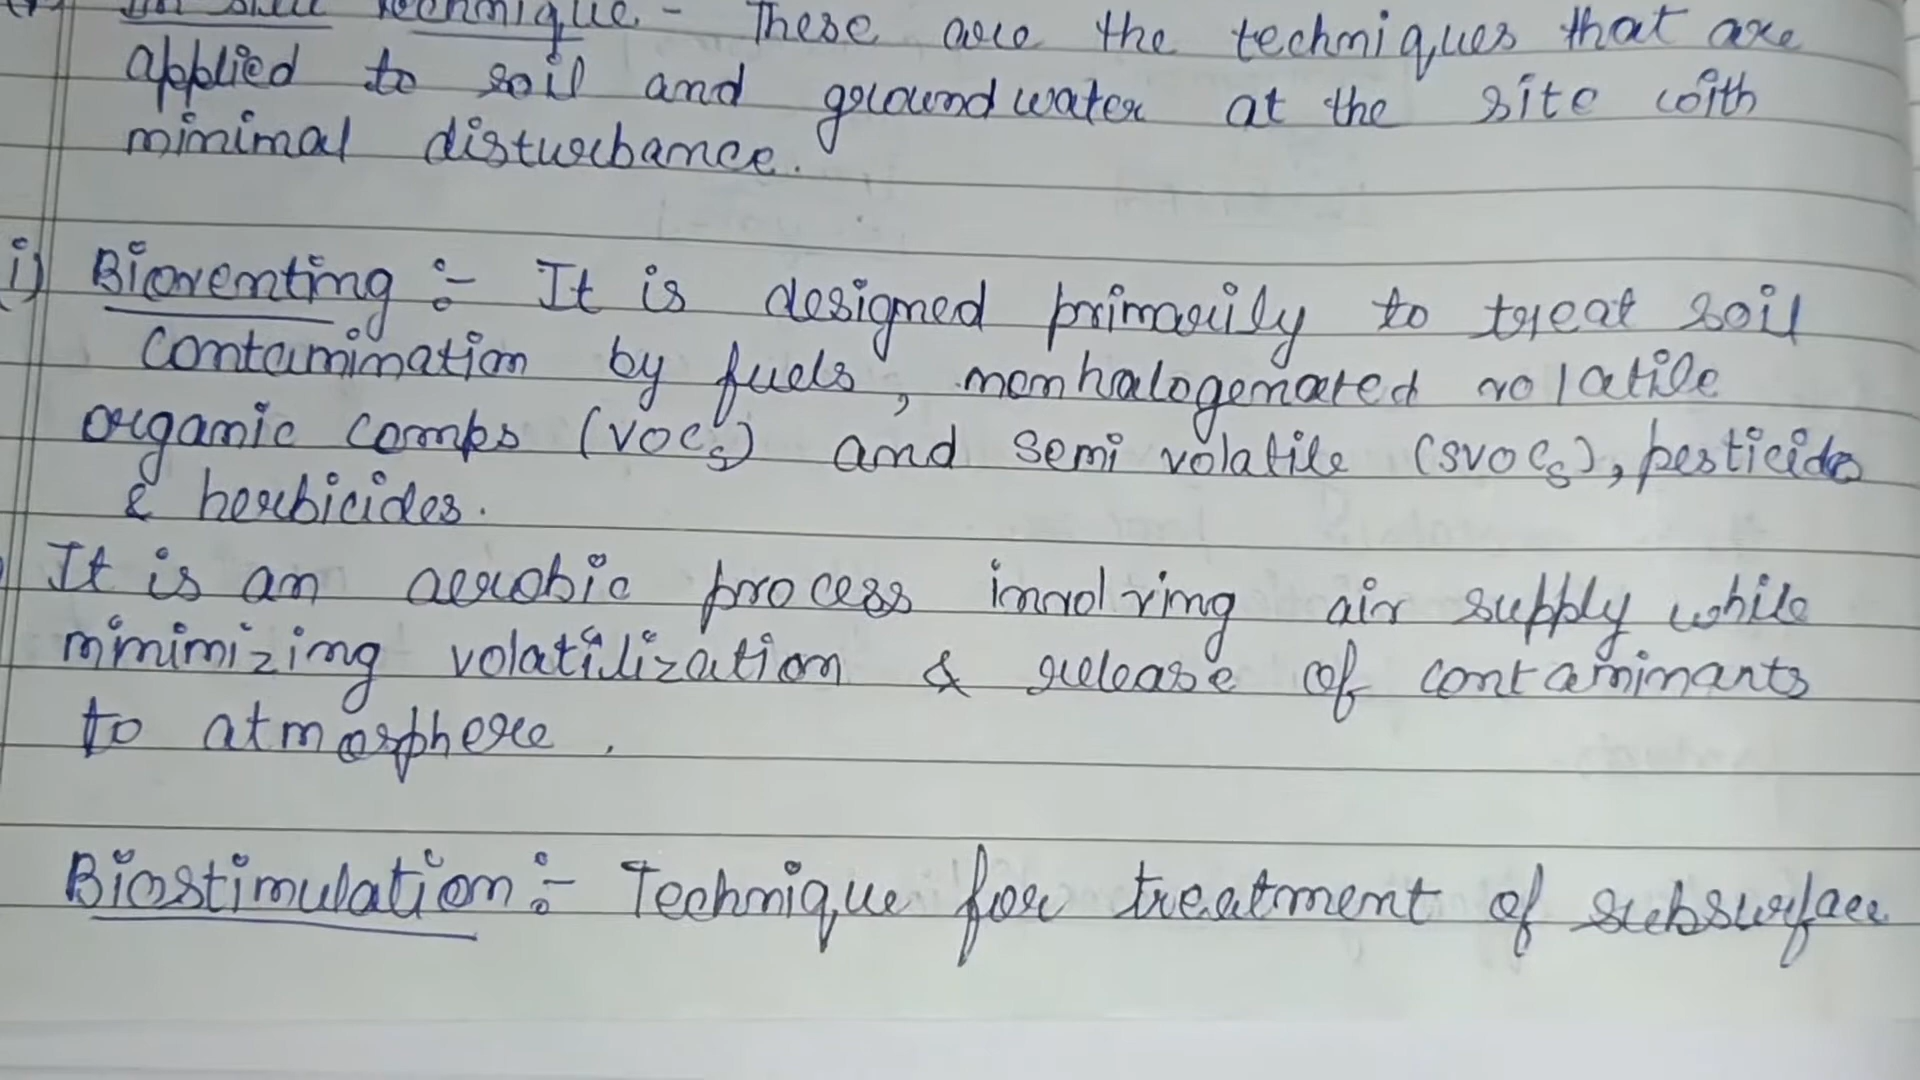 In situ technique - These are the techniques that are
applied to soil and groundwater at the site with
minimal disturbance.
i) Bioventing :- It is designed primarily to treat soil
contamination by fuels, nonhalogenated volatile
organic comps (VOCs) and semi volatile (SVOCs), pesticides
& herbicides.
It is an aerobic process involving air supply while
minimizing volatilization & release of contaminants
to atmosphere.
Biostimulation :- Technique for treatment of subsurface